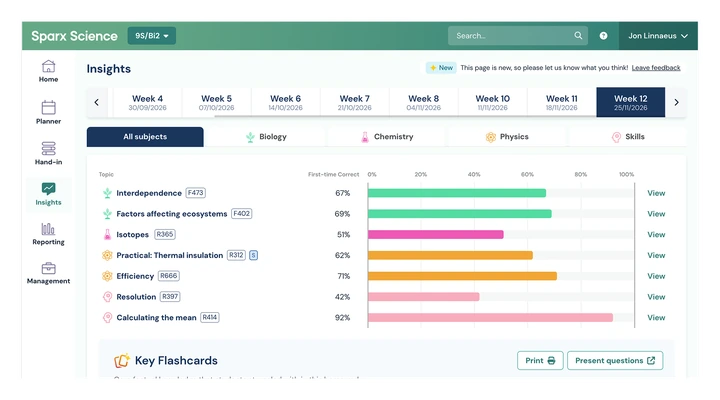 Sparx Science 9S/Bi2 Search... ? Jon Linnaeus
Home
Planner
Hand-in
Insights
Reporting
Management
Insights
New This page is new, so please let us know what you think! Leave feedback
Week 4 Week 5 Week 6 Week 7 Week 8 Week 10 Week 11 Week 12
30/09/2026 07/10/2026 14/10/2026 21/10/2026 04/11/2026 11/11/2026 18/11/2026 25/11/2026
All subjects Biology Chemistry Physics Skills
Topic First-time Correct 0% 20% 40% 60% 80% 100%
Interdependence F473 67% View
Factors affecting ecosystems F402 69% View
Isotopes R365 51% View
Practical: Thermal insulation R312 S 62% View
Efficiency R666 71% View
Resolution R397 42% View
Calculating the mean R414 92% View
Key Flashcards Print Present questions